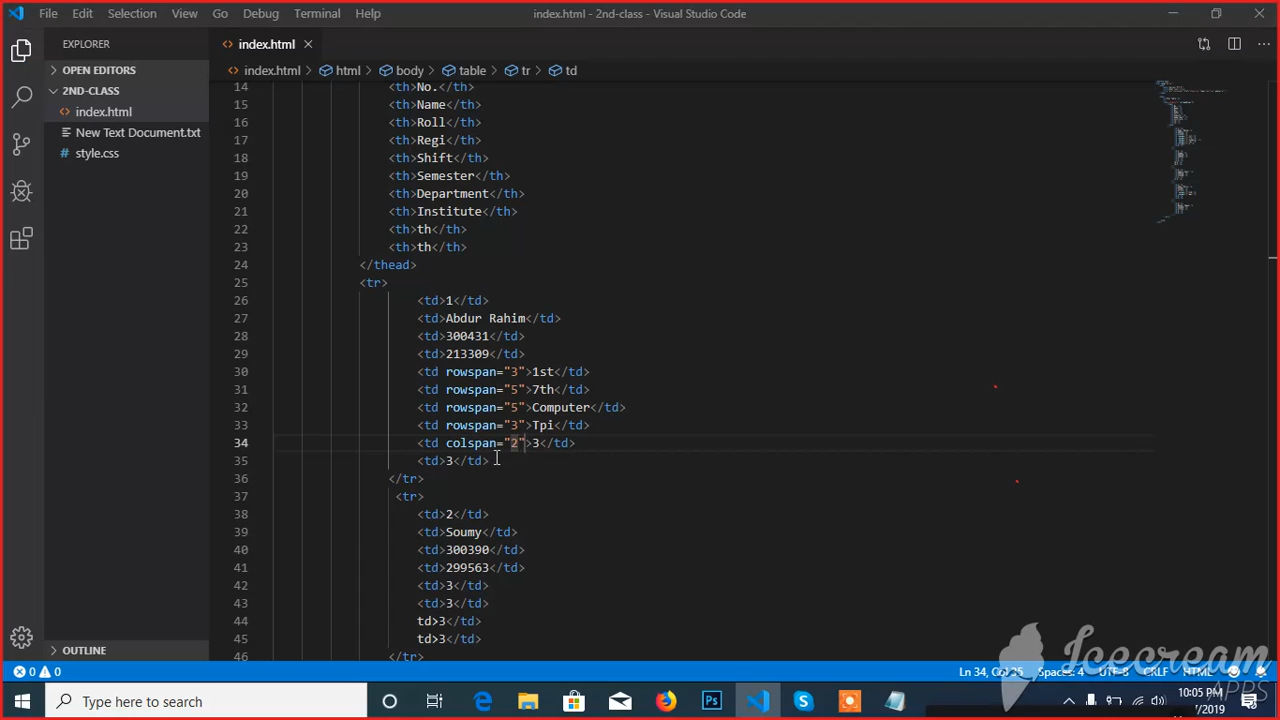 File Edit Selection View Go Debug Terminal Help
index.html - 2nd-class - Visual Studio Code
EXPLORER
OPEN EDITORS
2ND-CLASS
index.html
New Text Document.txt
style.css
OUTLINE
index.html
index.html html body table tr td
14 <th>No.</th>
15 <th>Name</th>
16 <th>Roll</th>
17 <th>Regi</th>
18 <th>Shift</th>
19 <th>Semester</th>
20 <th>Department</th>
21 <th>Institute</th>
22 <th>th</th>
23 <th>th</th>
24 </thead>
25 <tr>
26 <td>1</td>
27 <td>Abdur Rahim</td>
28 <td>300431</td>
29 <td>213309</td>
30 <td rowspan="3">1st</td>
31 <td rowspan="5">7th</td>
32 <td rowspan="5">Computer</td>
33 <td rowspan="3">Tpi</td>
34 <td colspan="2">3</td>
35 <td>3</td>
36 </tr>
37 <tr>
38 <td>2</td>
39 <td>Soumy</td>
40 <td>300390</td>
41 <td>299563</td>
42 <td>3</td>
43 <td>3</td>
44 td>3</td>
45 td>3</td>
46 </tr>
Icecream
APPS
0 0
Ln 34, Col 35 Spaces: 4 UTF-8 CRLF HTML
Type here to search
10:05 PM
/2019